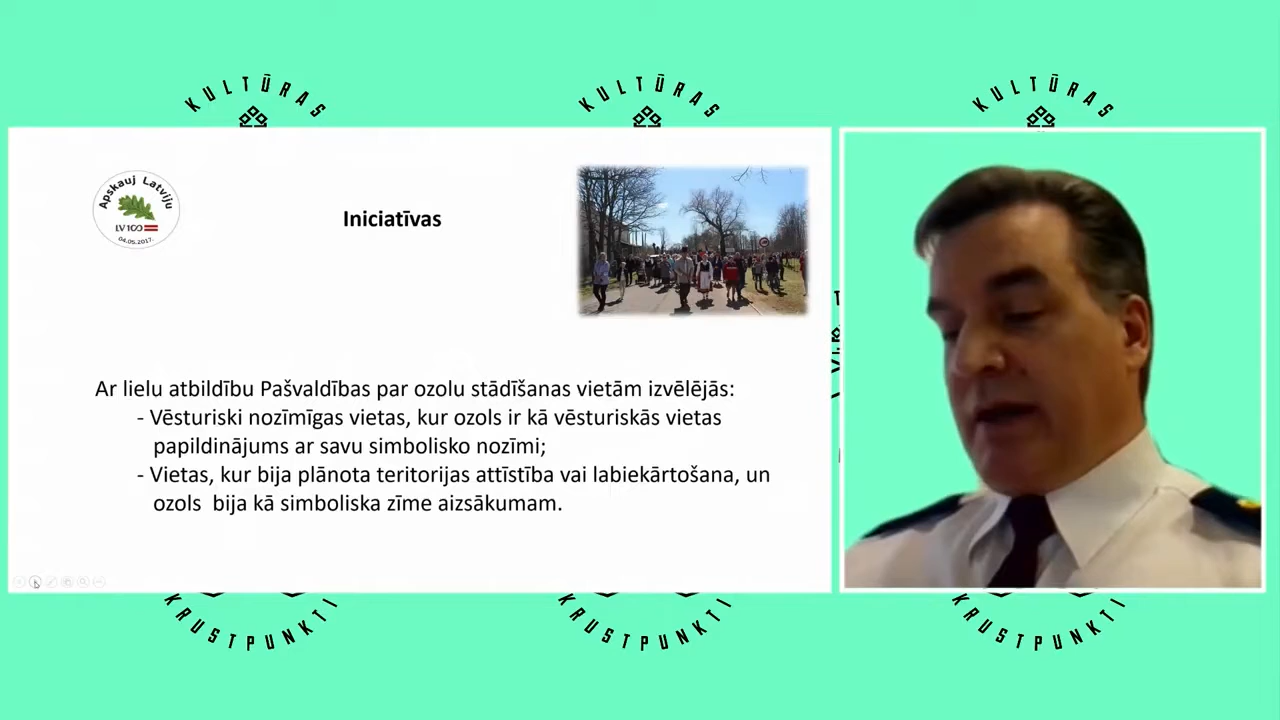 KULTŪRAS
KULTŪRAS
KULTŪRAS
Apskauj Latviju
LV 100
04.05.2017.
Iniciatīvas
Ar lielu atbildību Pašvaldības par ozolu stādīšanas vietām izvēlējās:
- Vēsturiski nozīmīgas vietas, kur ozols ir kā vēsturiskās vietas
papildinājums ar savu simbolisko nozīmi;
- Vietas, kur bija plānota teritorijas attīstība vai labiekārtošana, un
ozols bija kā simboliska zīme aizsākumam.
KRUSTPUNKTI
KRUSTPUNKTI
KRUSTPUNKTI